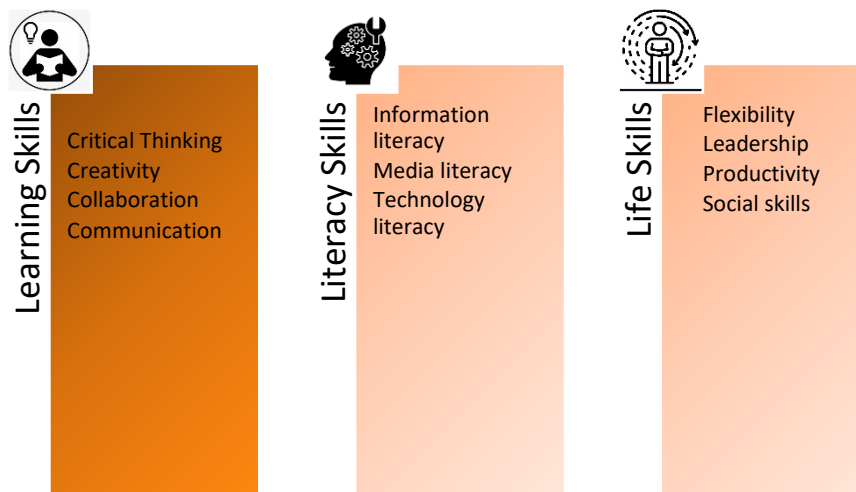 Learning Skills
Critical Thinking
Creativity
Collaboration
Communication
Literacy Skills
Information
literacy
Media literacy
Technology
literacy
Life Skills
Flexibility
Leadership
Productivity
Social skills